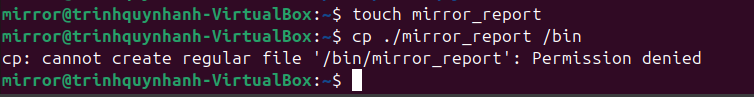 mirror@trinhquynhanh-VirtualBox:~$ touch mirror_report
mirror@trinhquynhanh-VirtualBox:~$ cp ./mirror_report /bin
cp: cannot create regular file '/bin/mirror_report': Permission denied
mirror@trinhquynhanh-VirtualBox:~$